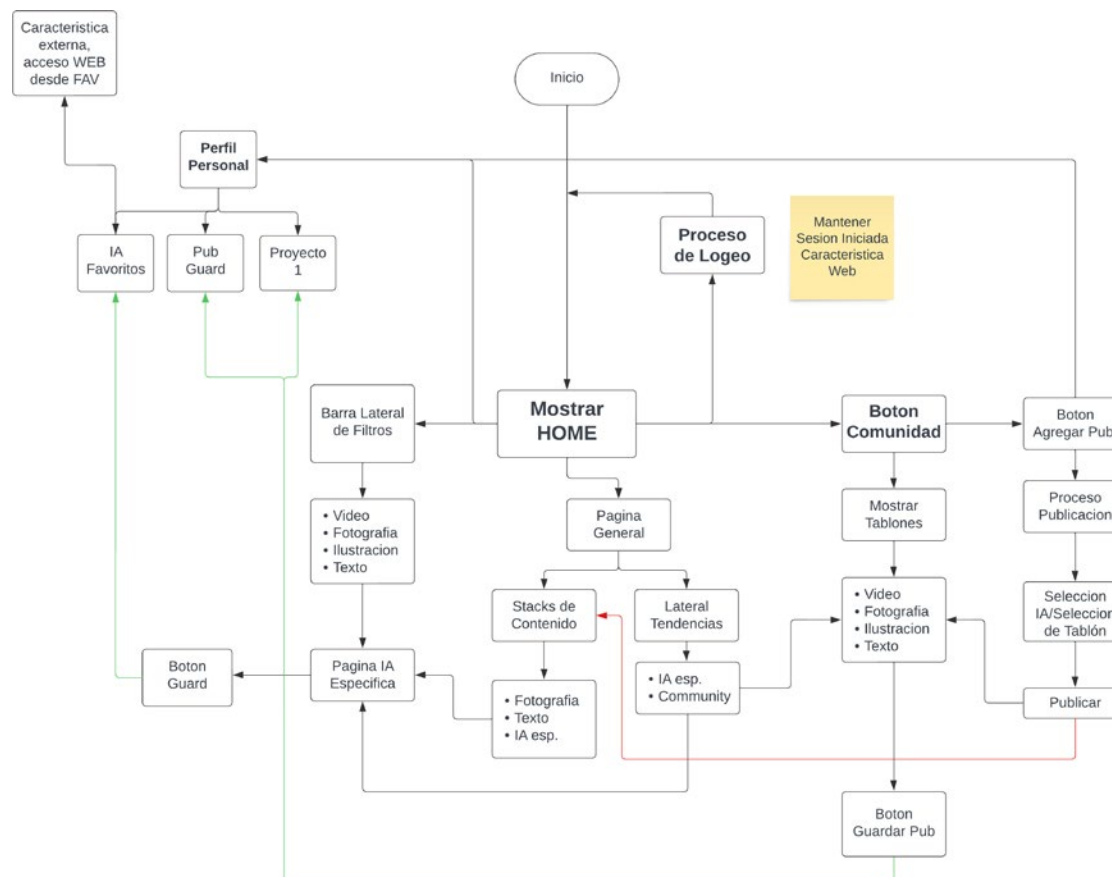 Caracteristica
externa,
acceso WEB
desde FAV
Inicio
Perfil
Personal
Proceso
de Logeo
Mantener
Sesion Iniciada
Caracteristica
Web
IA
Favoritos
Pub
Guard
Proyecto
1
Barra Lateral
de Filtros
Mostrar
HOME
Boton
Comunidad
Boton
Agregar Pub
• Video
• Fotografia
• Ilustracion
• Texto
Pagina
General
Mostrar
Tablones
Proceso
Publicacion
Stacks de
Contenido
Lateral
Tendencias
• Video
• Fotografia
• Ilustracion
• Texto
Seleccion
IA/Seleccion
de Tablón
Boton
Guard
Pagina IA
Especifica
• Fotografia
• Texto
• IA esp.
• IA esp.
• Community
Publicar
Boton
Guardar Pub